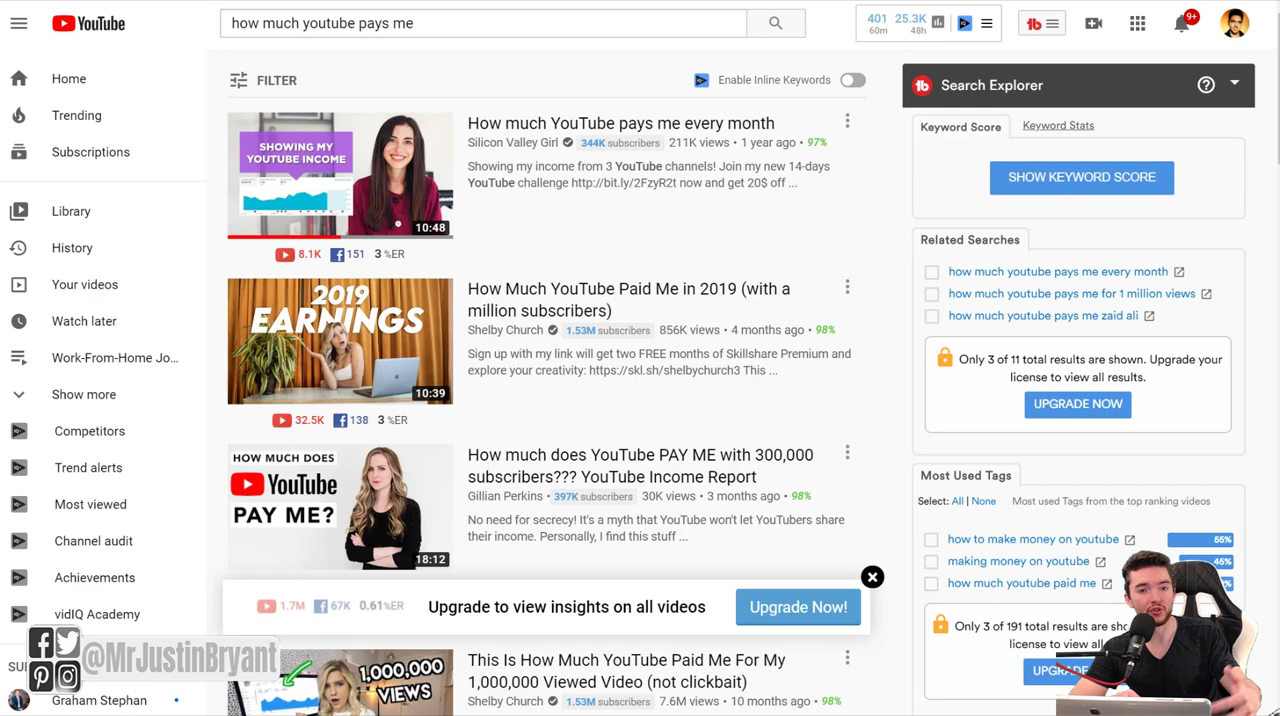 YouTube
how much youtube pays me
401
60m
25.3K
48h
9+
Home
Trending
Subscriptions
Library
History
Your videos
Watch later
Work-From-Home Jo...
Show more
Competitors
Trend alerts
Most viewed
Channel audit
Achievements
vidIQ Academy
@MrJustinBryant
Graham Stephan
FILTER
Enable Inline Keywords
SHOWING MY
YOUTUBE INCOME
10:48
8.1K 151 3 %ER
How much YouTube pays me every month
Silicon Valley Girl 344K subscribers 211K views • 1 year ago • 97%
Showing my income from 3 YouTube channels! Join my new 14-days
YouTube challenge http://bit.ly/2FzyR2t now and get 20$ off ...
2019
EARNINGS
10:39
32.5K 138 3 %ER
How Much YouTube Paid Me in 2019 (with a
million subscribers)
Shelby Church 1.53M subscribers 856K views • 4 months ago • 98%
Sign up with my link will get two FREE months of Skillshare Premium and
explore your creativity: https://skl.sh/shelbychurch3 This ...
HOW MUCH DOES
YouTube
PAY ME?
18:12
How much does YouTube PAY ME with 300,000
subscribers??? YouTube Income Report
Gillian Perkins • 397K subscribers 30K views • 3 months ago • 98%
No need for secrecy! It's a myth that YouTube won't let YouTubers share
their income. Personally, I find this stuff ...
1.7M 67K 0.61%ER
Upgrade to view insights on all videos
Upgrade Now!
1,000,000
VIEWS
This Is How Much YouTube Paid Me For My
1,000,000 Viewed Video (not clickbait)
Shelby Church 1.53M subscribers 7.6M views • 10 months ago • 98%
Search Explorer
Keyword Score Keyword Stats
SHOW KEYWORD SCORE
Related Searches
how much youtube pays me every month
how much youtube pays me for 1 million views
how much youtube pays me zaid ali
Only 3 of 11 total results are shown. Upgrade your
license to view all results.
UPGRADE NOW
Most Used Tags
Select: All | None Most used Tags from the top ranking videos
how to make money on youtube 55%
making money on youtube 45%
how much youtube paid me
Only 3 of 191 total results are
license to view all